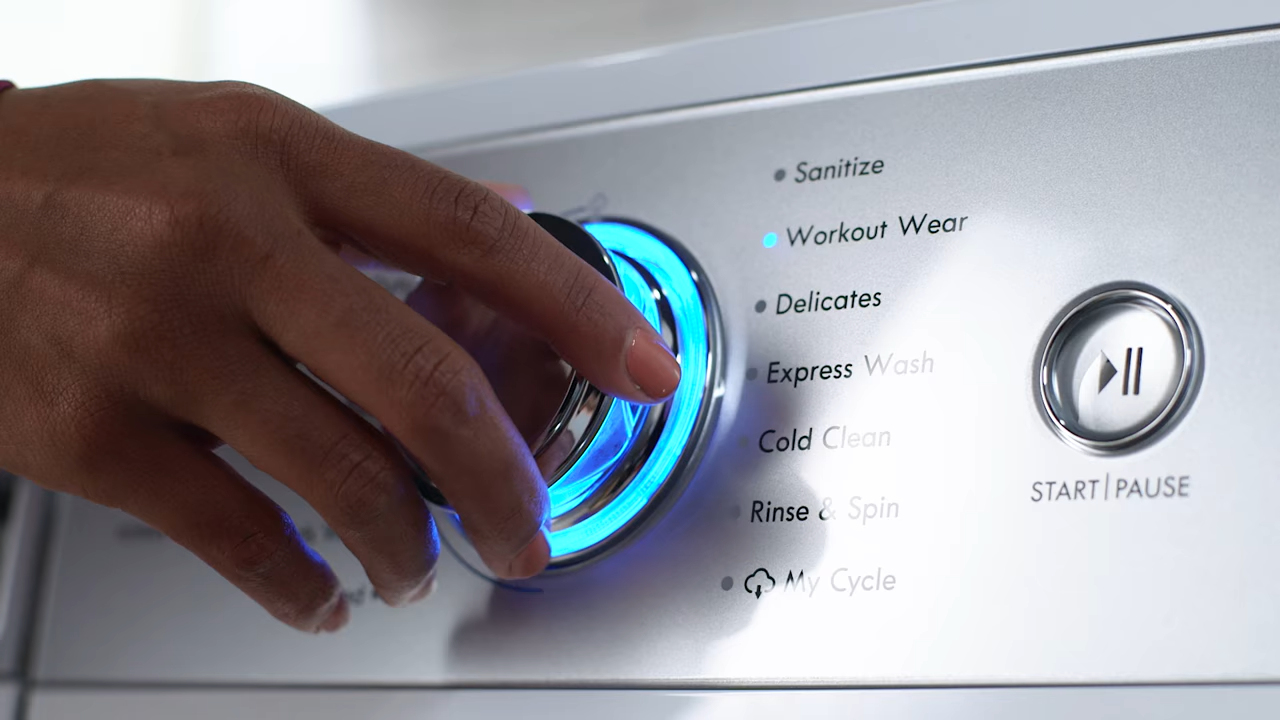 Sanitize
Workout Wear
Delicates
Express Wash
Cold Clean
Rinse & Spin
My Cycle
START|PAUSE